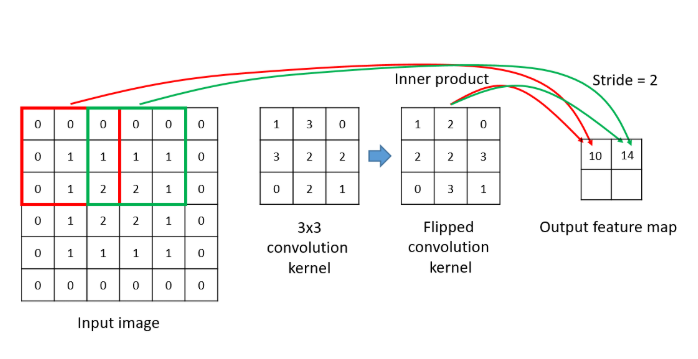 Inner product
Stride = 2
0 0 0 0 0 0
0 1 1 1 1 0
0 1 2 2 1 0
0 1 2 2 1 0
0 1 1 1 1 0
0 0 0 0 0 0
1 3 0
3 2 2
0 2 1
1 2 0
2 2 3
0 3 1
10 14
3x3
convolution
kernel
Flipped
convolution
kernel
Output feature map
Input image